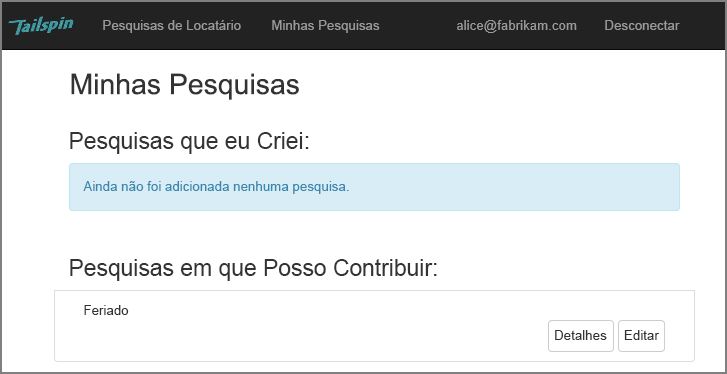 Tailspin Pesquisas de Locatário Minhas Pesquisas alice@fabrikam.com Desconectar
Minhas Pesquisas
Pesquisas que eu Criei:
Ainda não foi adicionada nenhuma pesquisa.
Pesquisas em que Posso Contribuir:
Feriado
Detalhes Editar